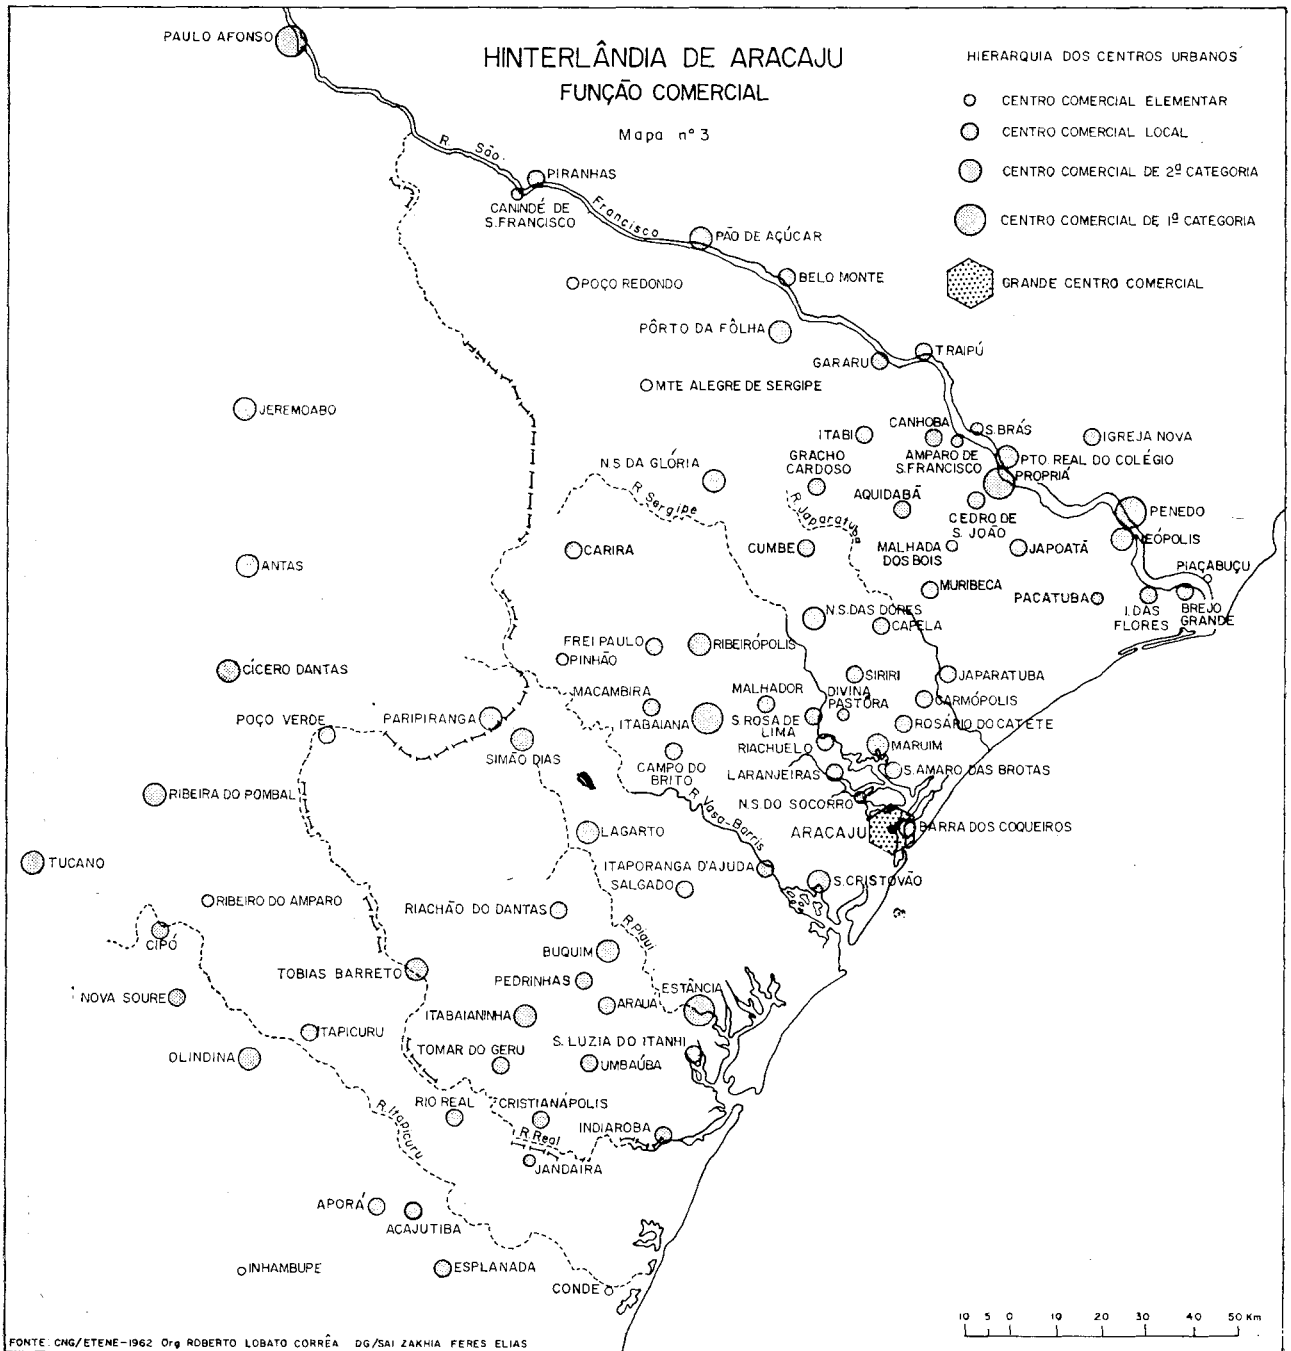 HINTERLÂNDIA DE ARACAJU
FUNÇÃO COMERCIAL
Mapa nº 3
HIERARQUIA DOS CENTROS URBANOS
CENTRO COMERCIAL ELEMENTAR
CENTRO COMERCIAL LOCAL
CENTRO COMERCIAL DE 2ª CATEGORIA
CENTRO COMERCIAL DE 1ª CATEGORIA
GRANDE CENTRO COMERCIAL
PAULO AFONSO
R. São
Francisco
PIRANHAS
CANINDÉ DE
S.FRANCISCO
PÃO DE AÇÚCAR
BELO MONTE
POÇO REDONDO
PÔRTO DA FÔLHA
TRAIPÚ
GARARU
MTE ALEGRE DE SERGIPE
JEREMOABO
ITABI
CANHOBA
S.BRÁS
IGREJA NOVA
AMPARO DE
S.FRANCISCO
PTO. REAL DO COLÉGIO
PROPRIÁ
N.S DA GLÓRIA
GRACHO
CARDOSO
R. Sergipe
R. Japaratuba
AQUIDABÃ
CEDRO DE
S. JOÃO
PENEDO
NEÓPOLIS
CARIRA
CUMBE
MALHADA
DOS BOIS
JAPOATÃ
PIAÇABUÇU
ANTAS
MURIBECA
PACATUBA
I.DAS
FLORES
BREJO
GRANDE
N.S.DAS DORES
CAPELA
FREI PAULO
RIBEIRÓPOLIS
PINHÃO
CÍCERO DANTAS
SIRIRI
JAPARATUBA
MACAMBIRA
MALHADOR
DIVINA
PASTÔRA
CARMÓPOLIS
POÇO VERDE
PARIPIRANGA
ITABAIANA
S.ROSA DE
LIMA
ROSÁRIO DO CATETE
SIMÃO DIAS
RIACHUELO
MARUIM
CAMPO DO
BRITO
LARANJEIRAS
S.AMARO DAS BROTAS
RIBEIRA DO POMBAL
R. Vasa-Barris
N.S.DO SOCORRO
LAGARTO
ARACAJU
BARRA DOS COQUEIROS
TUCANO
ITAPORANGA D'AJUDA
SALGADO
S.CRISTOVÃO
RIBEIRO DO AMPARO
RIACHÃO DO DANTAS
R.Piauí
CIPÓ
BUQUIM
TOBIAS BARRETO
PEDRINHAS
ESTÂNCIA
NOVA SOURE
ARAUÁ
ITABAIANINHA
ITAPICURU
S. LUZIA DO ITANHI
OLINDINA
TOMAR DO GERU
UMBAÚBA
R.Itapicuru
RIO REAL
CRISTIANÁPOLIS
R.Real
INDIAROBA
JANDAIRA
APORÁ
ACAJUTIBA
INHAMBUPE
ESPLANADA
CONDE
10 5 0 10 20 30 40 50 Km
FONTE: CNG/ETENE-1962 Org ROBERTO LOBATO CORRÊA DG/SAI ZAKHIA FERES ELIAS